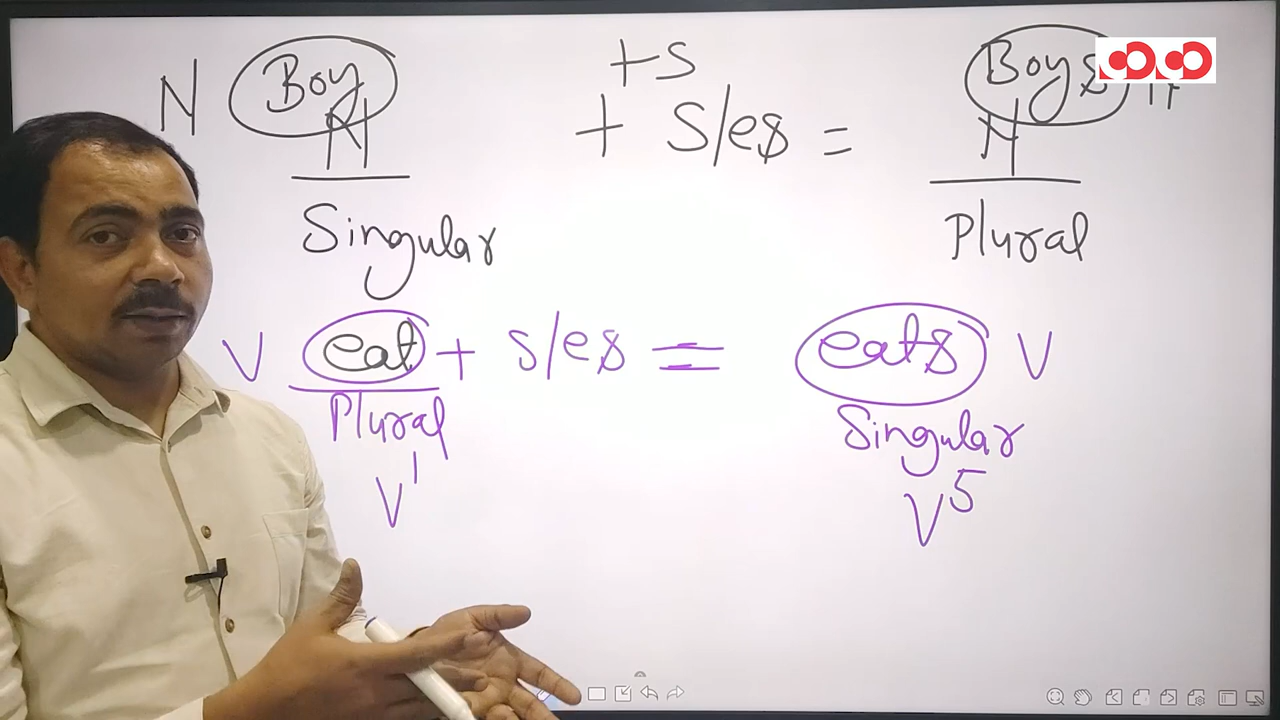 +s
N Boy + s/es = Boys N
N N
Singular Plural
V eat + s/es = eats V
Plural Singular
V¹ V⁵